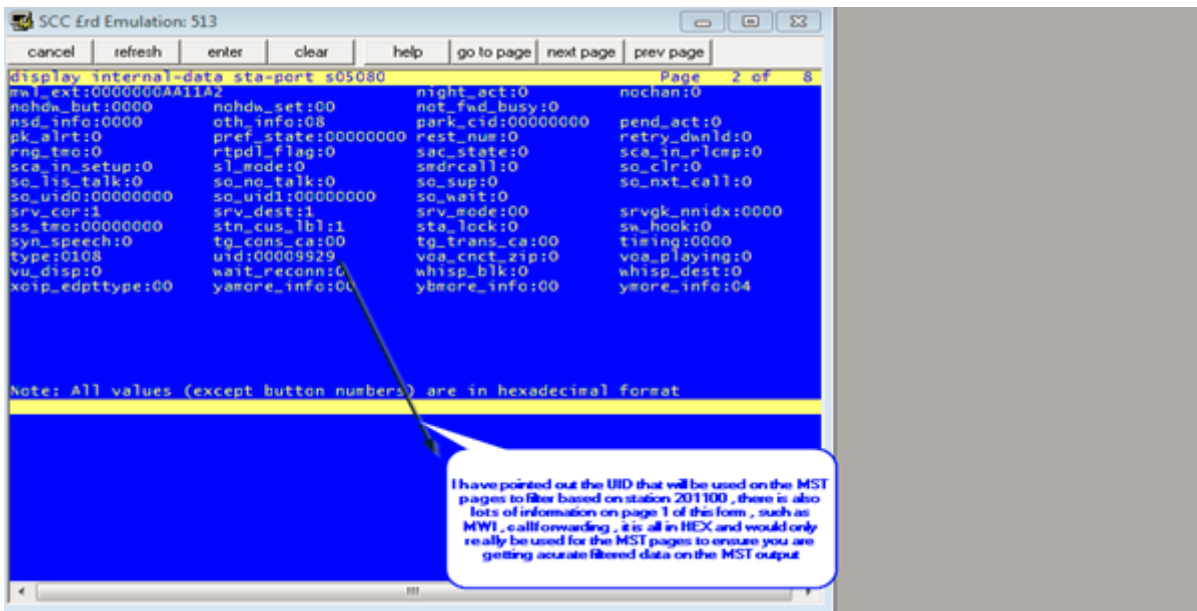 SCC £rd Emulation: 513
cancel refresh enter clear help go to page next page prev page
display internal-data sta-port s05080 Page 2 of 8
mwl_ext:0000000AA11A2 night_act:0 nochan:0
nohdw_but:0000 nohdw_set:00 not_fwd_busy:0
nsd_info:0000 oth_info:08 park_cid:00000000 pend_act:0
pk_alrt:0 pref_state:00000000 rest_num:0 retry_dwnld:0
rng_tmo:0 rtpdl_flag:0 sac_state:0 sca_in_rlcmp:0
sca_in_setup:0 sl_mode:0 smdrcall:0 so_clr:0
so_lis_talk:0 so_no_talk:0 so_sup:0 so_nxt_call:0
so_uid0:00000000 so_uid1:00000000 so_wait:0
srv_cor:1 srv_dest:1 srv_mode:00 srvgk_nnidx:0000
ss_tmo:00000000 stn_cus_lbl:1 sta_lock:0 sw_hook:0
syn_speech:0 tg_cons_ca:00 tg_trans_ca:00 timing:0000
type:0108 uid:00009929 voa_cnct_zip:0 voa_playing:0
vu_disp:0 wait_reconn:0 whisp_blk:0 whisp_dest:0
xoip_edpttype:00 yamore_info:00 ybmore_info:00 ymore_info:04
Note: All values (except button numbers) are in hexadecimal format
I have pointed out the UID that will be used on the MST
pages to filter based on station 201100 , there is also
lots of information on page 1 of this form , such as
MWI , callforwarding , it is all in HEX and would only
really be used for the MST pages to ensure you are
getting acurate filtered data on the MST output